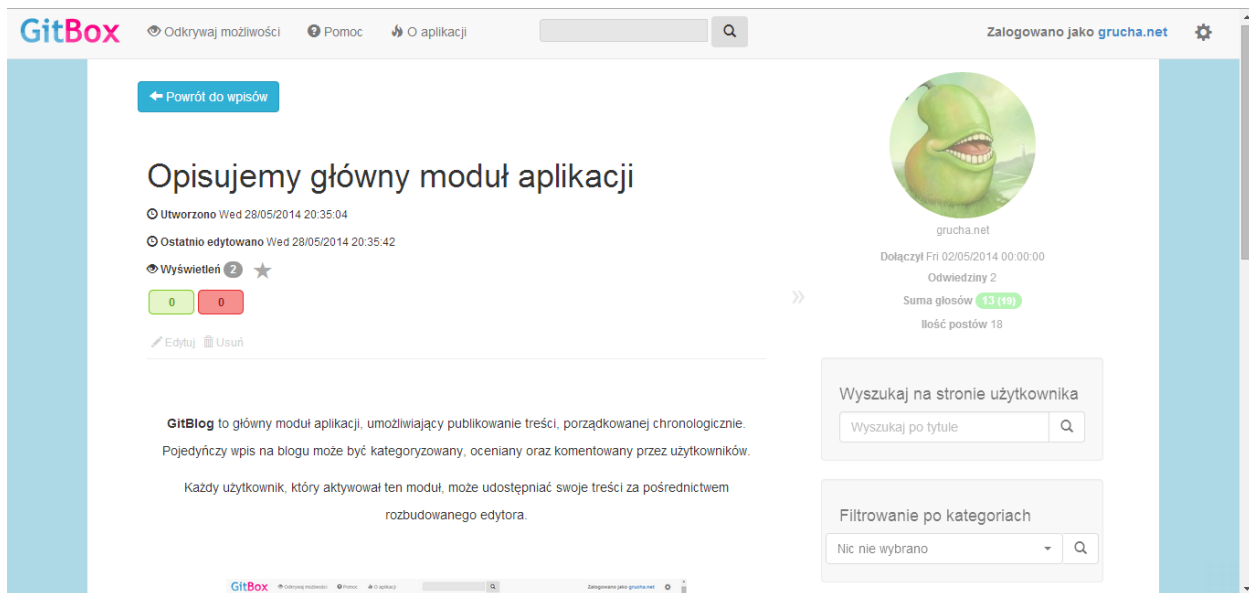 GitBox Odkrywaj możliwości Pomoc O aplikacji Zalogowano jako grucha.net
Powrót do wpisów
Opisujemy główny moduł aplikacji
Utworzono Wed 28/05/2014 20:35:04
Ostatnio edytowano Wed 28/05/2014 20:35:42
Wyświetleń 2
0 0
Edytuj Usuń
GitBlog to główny moduł aplikacji, umożliwiający publikowanie treści, porządkowanej chronologicznie.
Pojedyńczy wpis na blogu może być kategoryzowany, oceniany oraz komentowany przez użytkowników.
Każdy użytkownik, który aktywował ten moduł, może udostępniać swoje treści za pośrednictwem
rozbudowanego edytora.
GitBox Odkrywaj możliwości Pomoc O aplikacji Zalogowano jako grucha.net
»
grucha.net
Dołączył Fri 02/05/2014 00:00:00
Odwiedziny 2
Suma głosów 13 (19)
Ilość postów 18
Wyszukaj na stronie użytkownika
Wyszukaj po tytule
Filtrowanie po kategoriach
Nic nie wybrano